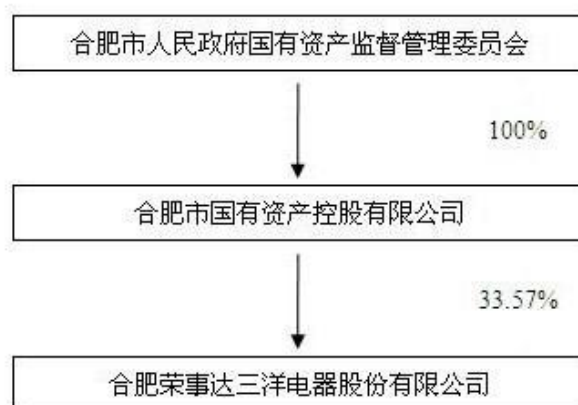 合肥市人民政府国有资产监督管理委员会
100%
合肥市国有资产控股有限公司
33.57%
合肥荣事达三洋电器股份有限公司